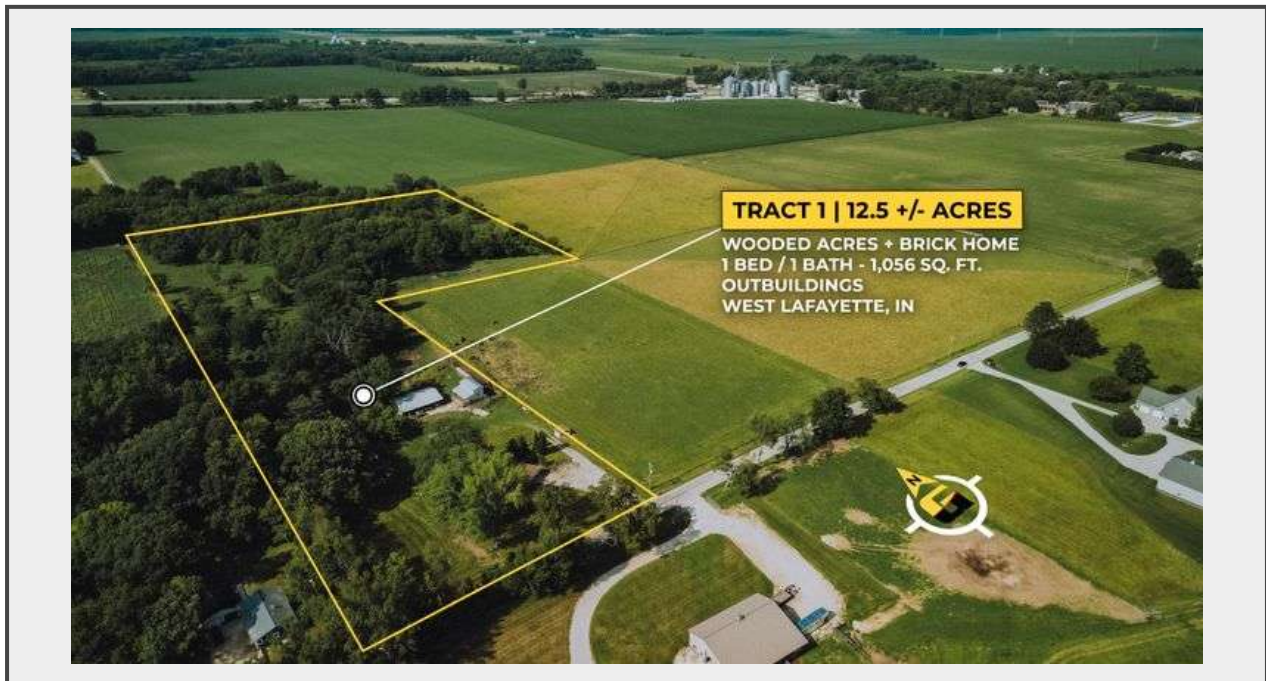 TRACT 1 | 12.5 +/- ACRES
WOODED ACRES + BRICK HOME
1 BED / 1 BATH - 1,056 SQ. FT.
OUTBUILDINGS
WEST LAFAYETTE, IN
N